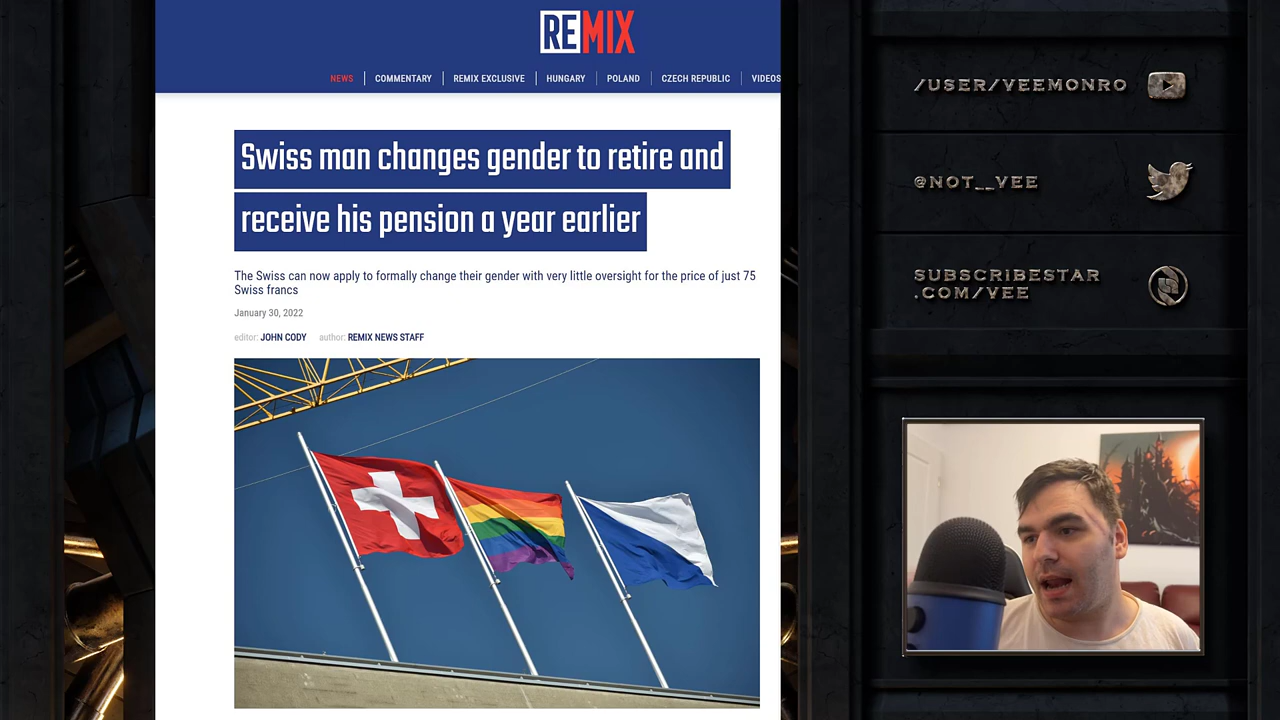 REMIX
NEWS COMMENTARY REMIX EXCLUSIVE HUNGARY POLAND CZECH REPUBLIC VIDEOS
Swiss man changes gender to retire and
receive his pension a year earlier
The Swiss can now apply to formally change their gender with very little oversight for the price of just 75
Swiss francs
January 30, 2022
editor: JOHN CODY author: REMIX NEWS STAFF
/USER/VEEMONRO
@NOT__VEE
SUBSCRIBESTAR
.COM/VEE